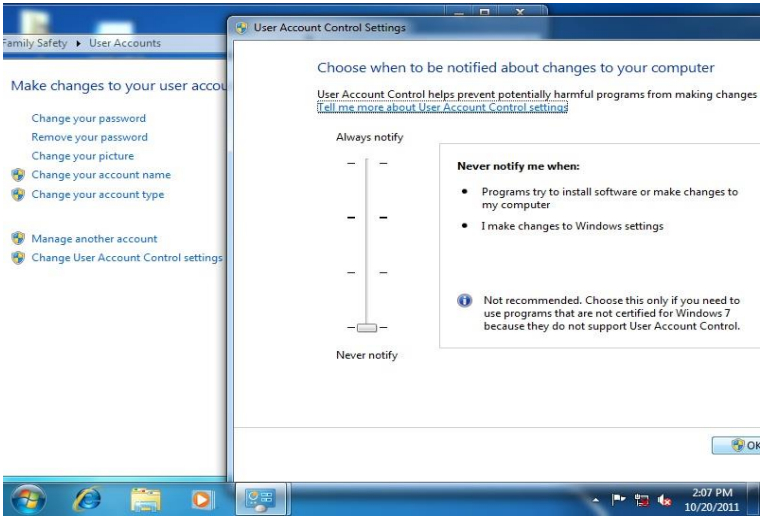 Family Safety ▸ User Accounts
Make changes to your user accou
Change your password
Remove your password
Change your picture
Change your account name
Change your account type
Manage another account
Change User Account Control settings
User Account Control Settings
Choose when to be notified about changes to your computer
User Account Control helps prevent potentially harmful programs from making changes
Tell me more about User Account Control settings
Always notify
Never notify
Never notify me when:
• Programs try to install software or make changes to
my computer
• I make changes to Windows settings
Not recommended. Choose this only if you need to
use programs that are not certified for Windows 7
because they do not support User Account Control.
OK
2:07 PM
10/20/2011